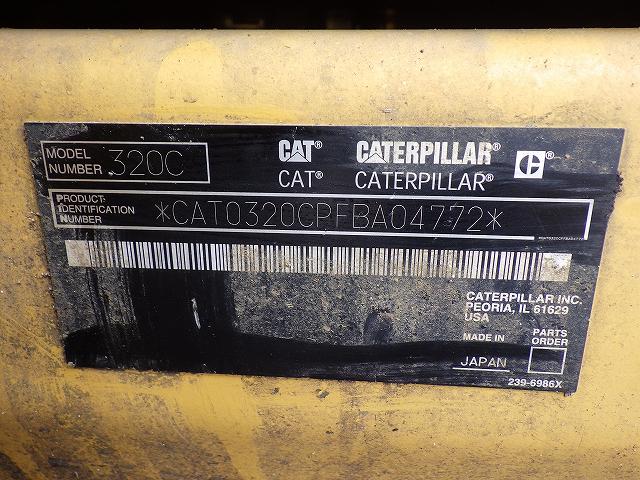 MODEL NUMBER 320C
CAT® CATERPILLAR®
CAT® CATERPILLAR®
PRODUCT IDENTIFICATION NUMBER *CAT0320CPFBA04772*
CATERPILLAR INC.
PEORIA, IL 61629
USA
MADE IN
JAPAN
PARTS ORDER
239-6986X